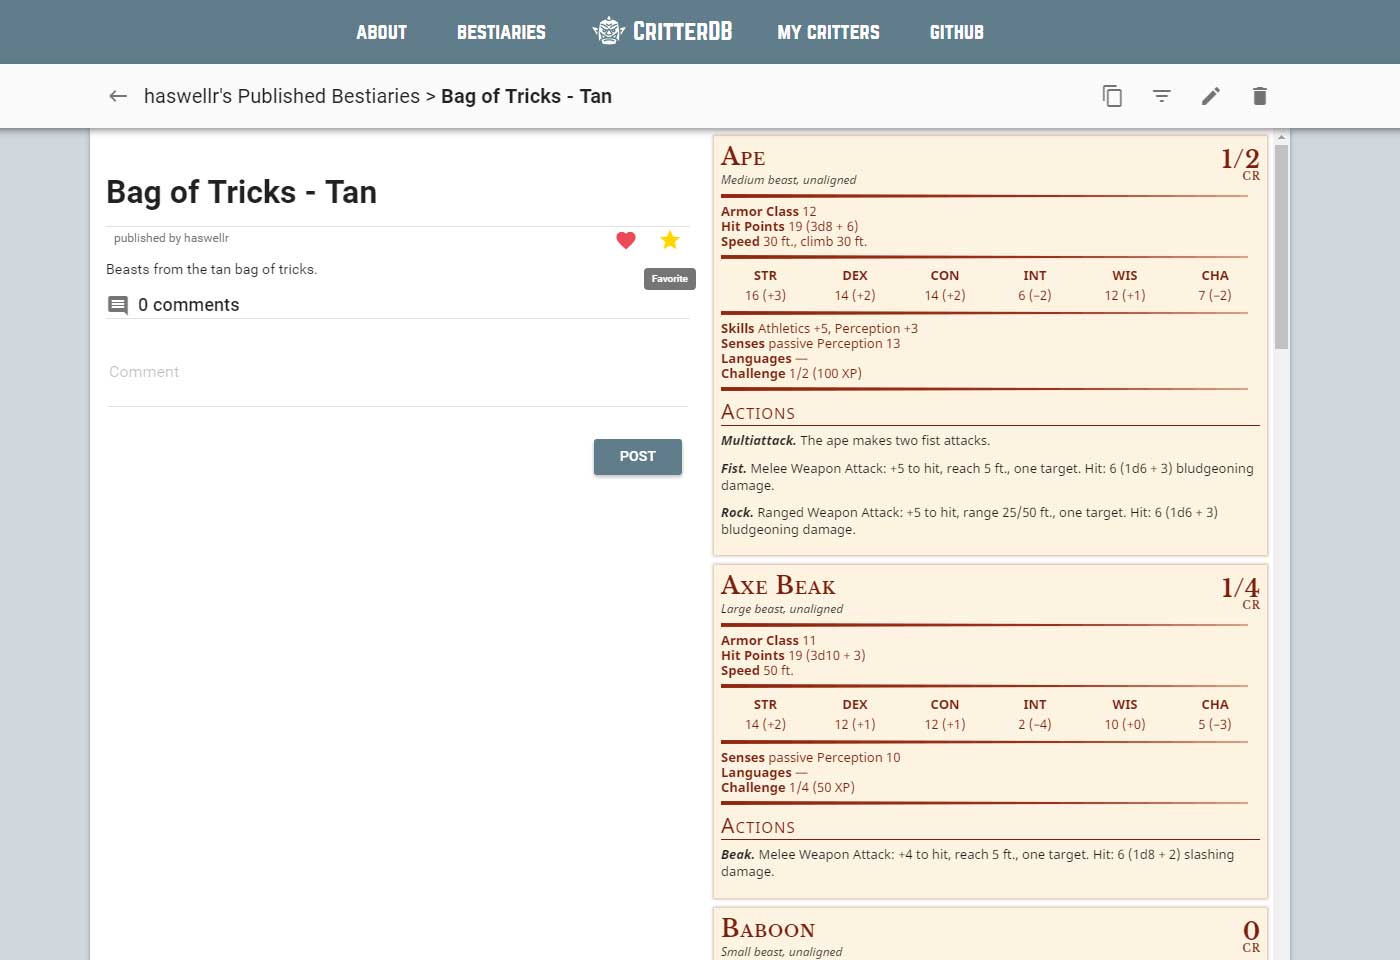 ABOUT BESTIARIES CRITTERDB MY CRITTERS GITHUB
haswellr's Published Bestiaries > Bag of Tricks - Tan
Bag of Tricks - Tan
published by haswellr
Beasts from the tan bag of tricks.
Favorite
0 comments
Comment
POST
APE
1/2
CR
Medium beast, unaligned
Armor Class 12
Hit Points 19 (3d8 + 6)
Speed 30 ft., climb 30 ft.
STR DEX CON INT WIS CHA
16 (+3) 14 (+2) 14 (+2) 6 (−2) 12 (+1) 7 (−2)
Skills Athletics +5, Perception +3
Senses passive Perception 13
Languages —
Challenge 1/2 (100 XP)
ACTIONS
Multiattack. The ape makes two fist attacks.
Fist. Melee Weapon Attack: +5 to hit, reach 5 ft., one target. Hit: 6 (1d6 + 3) bludgeoning
damage.
Rock. Ranged Weapon Attack: +5 to hit, range 25/50 ft., one target. Hit: 6 (1d6 + 3)
bludgeoning damage.
AXE BEAK
1/4
CR
Large beast, unaligned
Armor Class 11
Hit Points 19 (3d10 + 3)
Speed 50 ft.
STR DEX CON INT WIS CHA
14 (+2) 12 (+1) 12 (+1) 2 (−4) 10 (+0) 5 (−3)
Senses passive Perception 10
Languages —
Challenge 1/4 (50 XP)
ACTIONS
Beak. Melee Weapon Attack: +4 to hit, reach 5 ft., one target. Hit: 6 (1d8 + 2) slashing
damage.
BABOON
0
CR
Small beast, unaligned